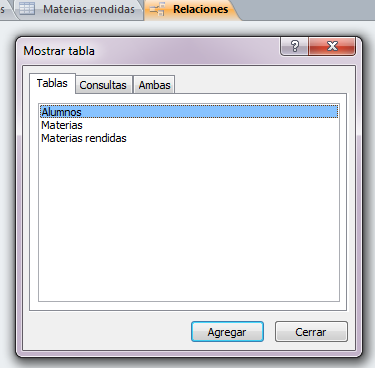 s Materias rendidas Relaciones
Mostrar tabla
Tablas Consultas Ambas
Alumnos
Materias
Materias rendidas
Agregar Cerrar